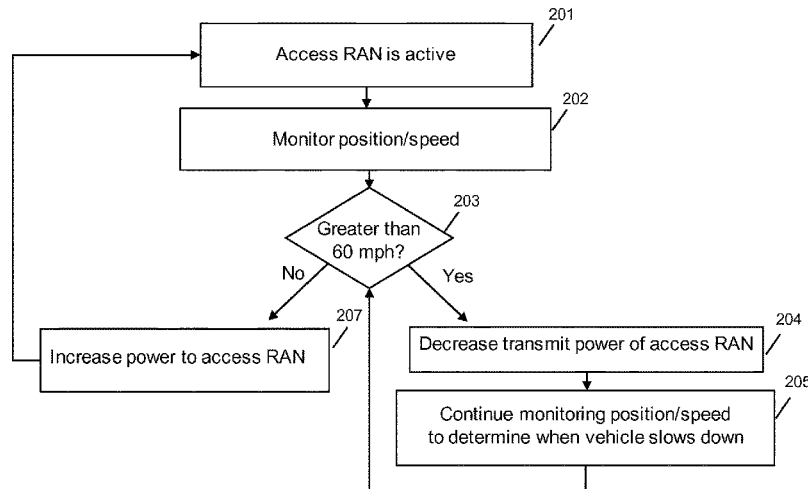 201
Access RAN is active
202
Monitor position/speed
203
Greater than
60 mph?
No
Yes
207
Increase power to access RAN
204
Decrease transmit power of access RAN
205
Continue monitoring position/speed
to determine when vehicle slows down